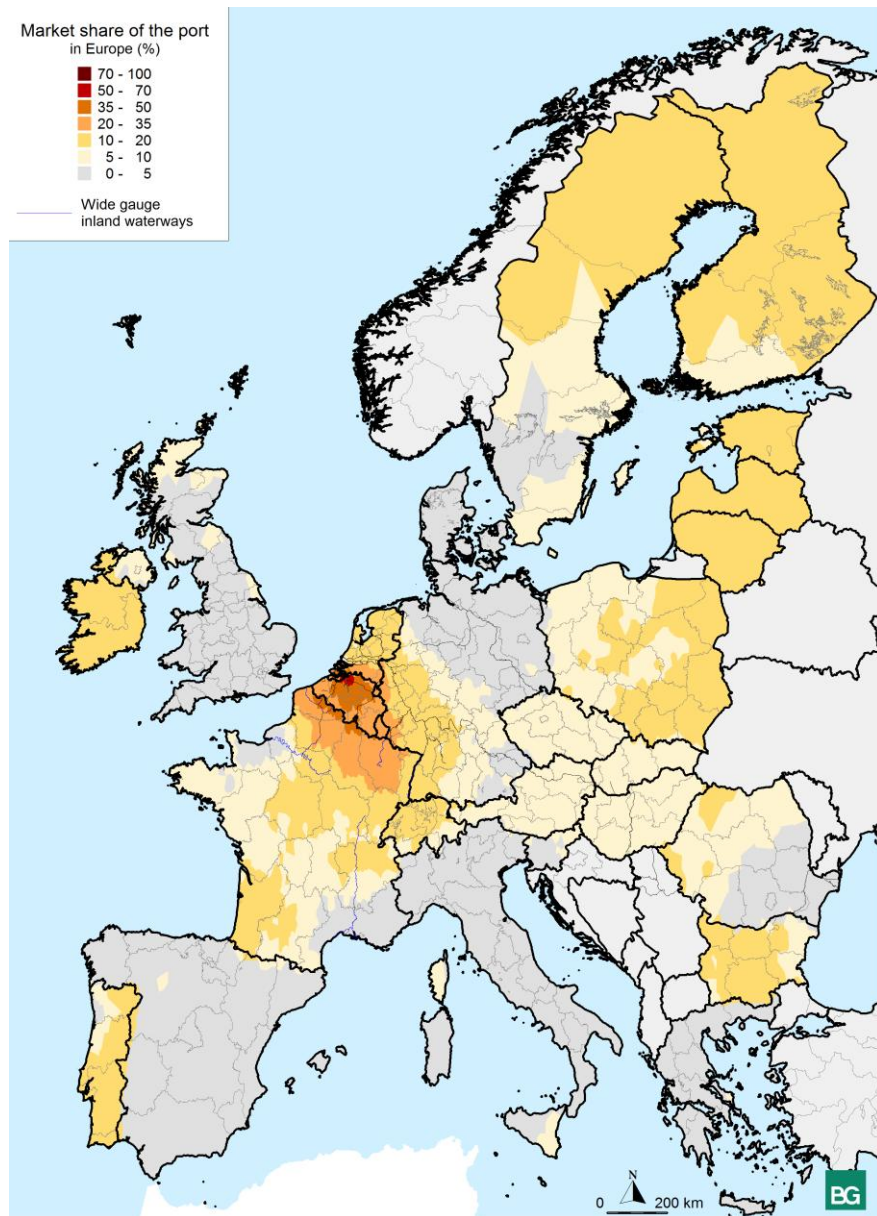 Market share of the port
in Europe (%)
70 - 100
50 - 70
35 - 50
20 - 35
10 - 20
5 - 10
0 - 5
Wide gauge
inland waterways
N
0 200 km
BG